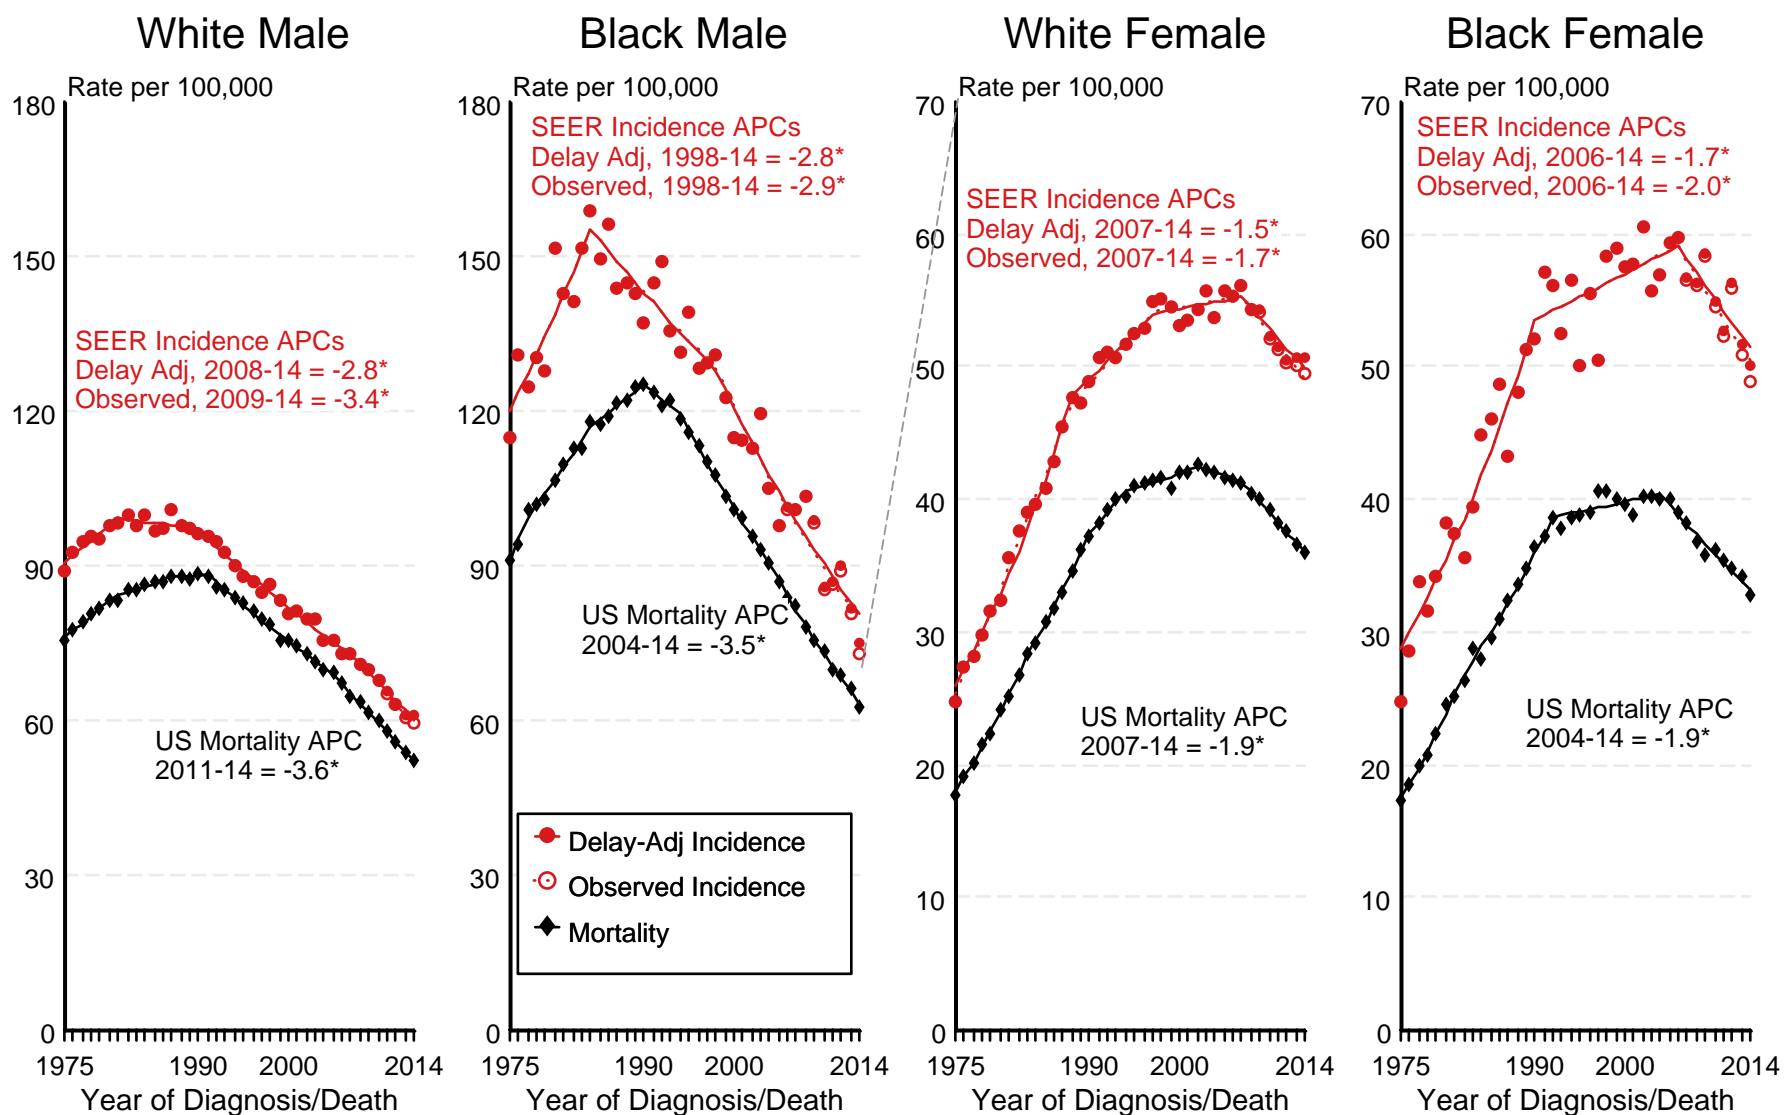 White Male
Rate per 100,000
180
150
120
90
60
30
0
SEER Incidence APCs
Delay Adj, 2008-14 = -2.8*
Observed, 2009-14 = -3.4*
US Mortality APC
2011-14 = -3.6*
1975
1990
2000
2014
Year of Diagnosis/Death
Black Male
Rate per 100,000
180
150
120
90
60
30
0
SEER Incidence APCs
Delay Adj, 1998-14 = -2.8*
Observed, 1998-14 = -2.9*
US Mortality APC
2004-14 = -3.5*
Delay-Adj Incidence
Observed Incidence
Mortality
1975
1990
2000
2014
Year of Diagnosis/Death
White Female
Rate per 100,000
70
60
50
40
30
20
10
0
SEER Incidence APCs
Delay Adj, 2007-14 = -1.5*
Observed, 2007-14 = -1.7*
US Mortality APC
2007-14 = -1.9*
1975
1990
2000
2014
Year of Diagnosis/Death
Black Female
Rate per 100,000
70
60
50
40
30
20
10
0
SEER Incidence APCs
Delay Adj, 2006-14 = -1.7*
Observed, 2006-14 = -2.0*
US Mortality APC
2004-14 = -1.9*
1975
1990
2000
2014
Year of Diagnosis/Death